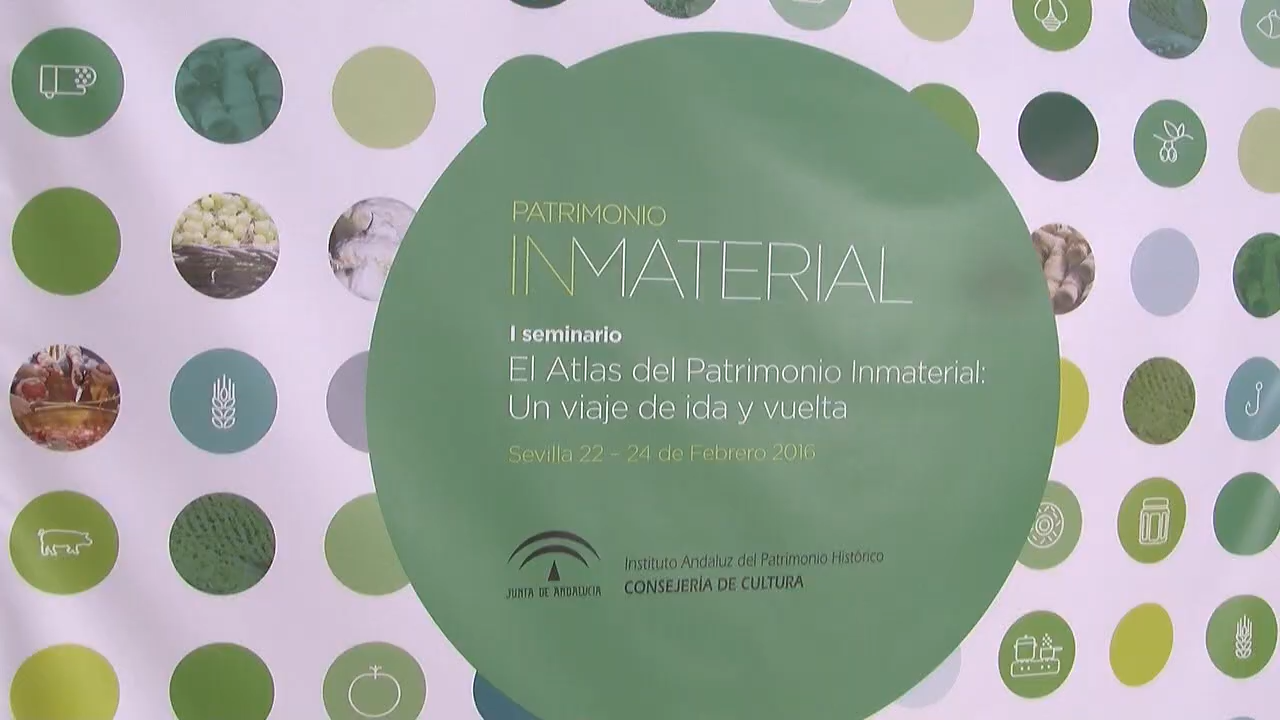 PATRIMONIO
INMATERIAL
I seminario
El Atlas del Patrimonio Inmaterial:
Un viaje de ida y vuelta
Sevilla 22 - 24 de Febrero 2016
JUNTA DE ANDALUCIA
Instituto Andaluz del Patrimonio Histórico
CONSEJERÍA DE CULTURA